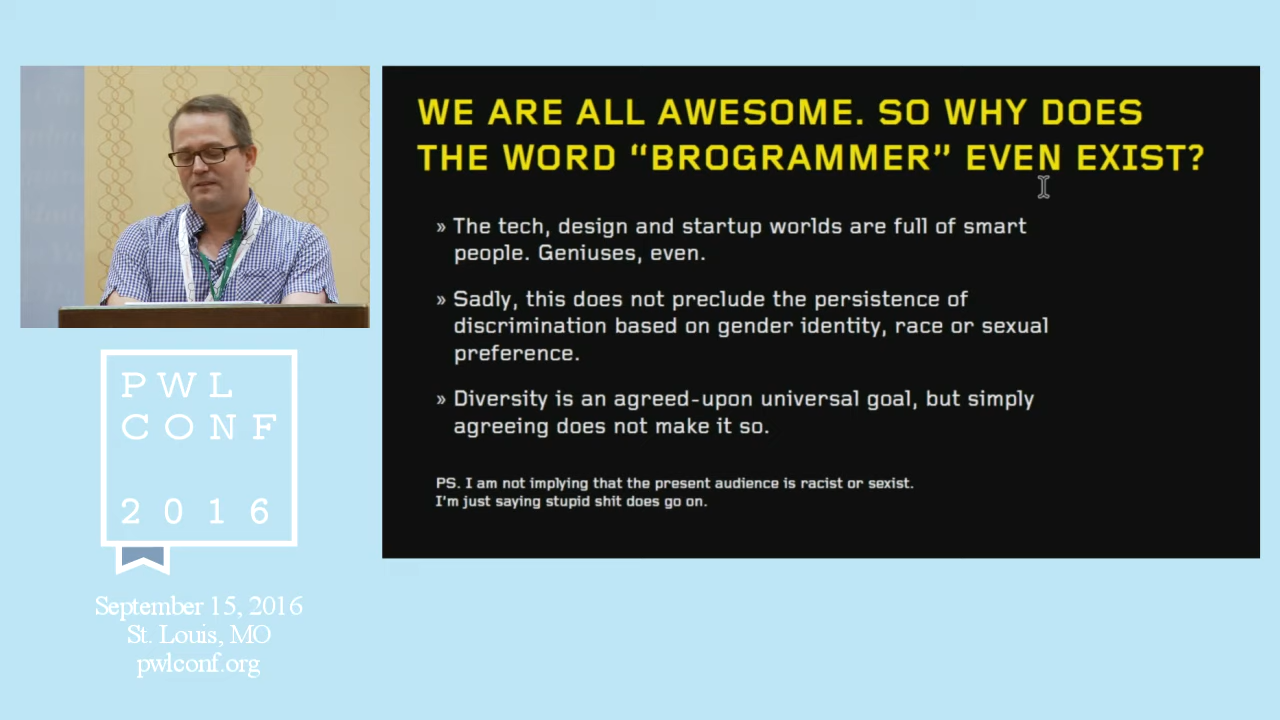 WE ARE ALL AWESOME. SO WHY DOES
THE WORD “BROGRAMMER” EVEN EXIST?
» The tech, design and startup worlds are full of smart
people. Geniuses, even.
» Sadly, this does not preclude the persistence of
discrimination based on gender identity, race or sexual
preference.
» Diversity is an agreed-upon universal goal, but simply
agreeing does not make it so.
PS. I am not implying that the present audience is racist or sexist.
I'm just saying stupid shit does go on.
PWL
CONF
2016
September 15, 2016
St. Louis, MO
pwlconf.org